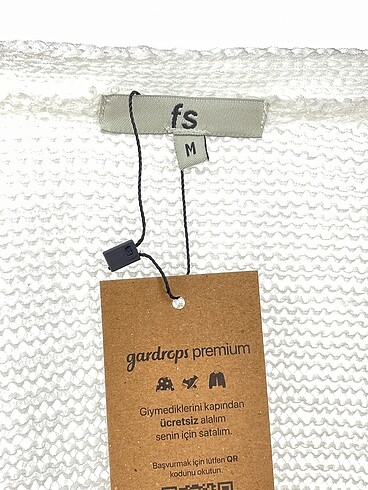 fs
M
gardrops premium
Giymediklerini kapından
ücretsiz alalım
senin için satalım.
Başvurmak için lütfen QR
kodunu okutun.